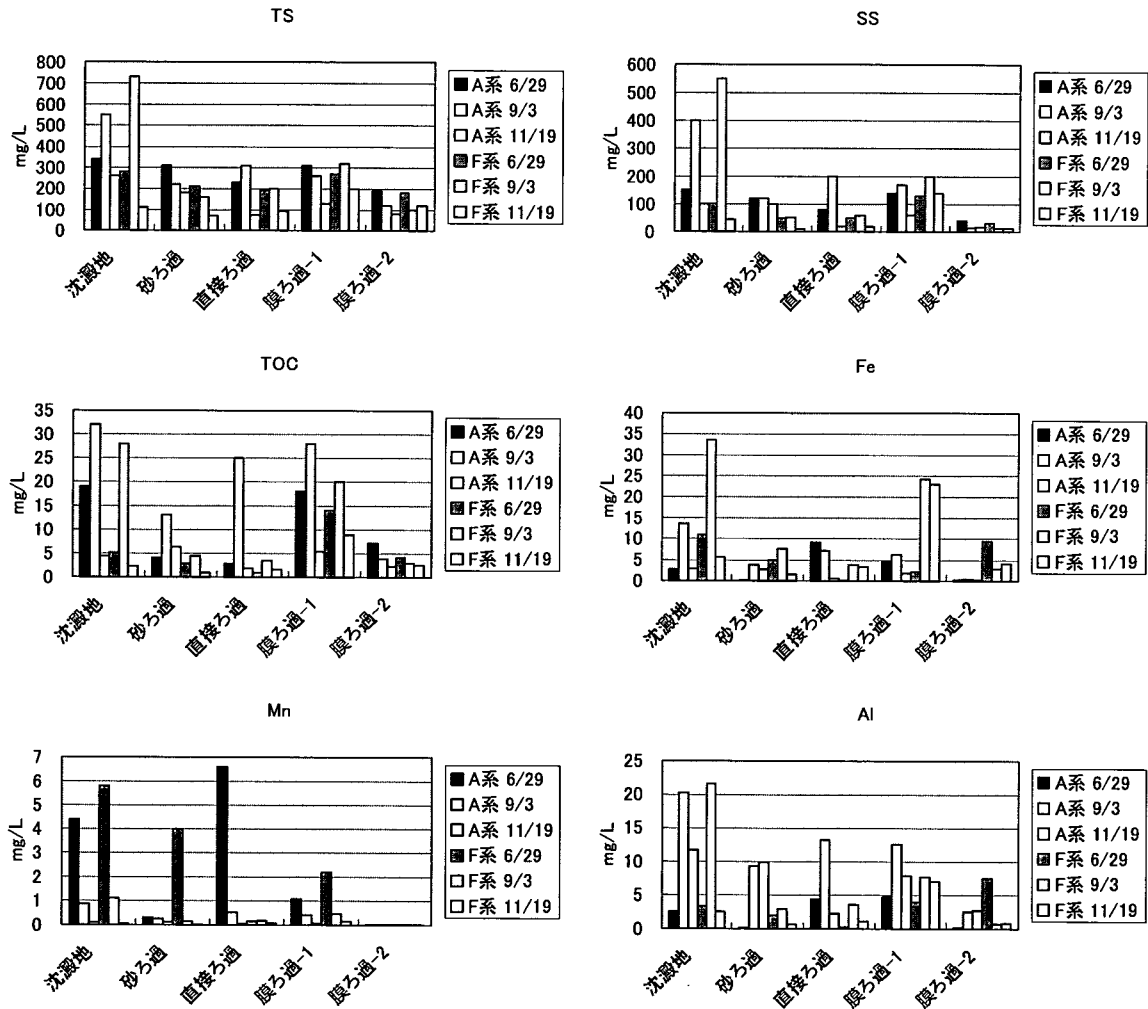 TS
800
700
600
500
400
300
200
100
0
mg/L
沈澱地
砂ろ過
直接ろ過
膜ろ過-1
膜ろ過-2
A系 6/29
A系 9/3
A系 11/19
F系 6/29
F系 9/3
F系 11/19
SS
600
500
400
300
200
100
0
mg/L
沈澱地
砂ろ過
直接ろ過
膜ろ過-1
膜ろ過-2
A系 6/29
A系 9/3
A系 11/19
F系 6/29
F系 9/3
F系 11/19
TOC
35
30
25
20
15
10
5
0
mg/L
沈澱地
砂ろ過
直接ろ過
膜ろ過-1
膜ろ過-2
A系 6/29
A系 9/3
A系 11/19
F系 6/29
F系 9/3
F系 11/19
Fe
40
35
30
25
20
15
10
5
0
mg/L
沈澱地
砂ろ過
直接ろ過
膜ろ過-1
膜ろ過-2
A系 6/29
A系 9/3
A系 11/19
F系 6/29
F系 9/3
F系 11/19
Mn
7
6
5
4
3
2
1
0
mg/L
沈澱地
砂ろ過
直接ろ過
膜ろ過-1
膜ろ過-2
A系 6/29
A系 9/3
A系 11/19
F系 6/29
F系 9/3
F系 11/19
Al
25
20
15
10
5
0
mg/L
沈澱地
砂ろ過
直接ろ過
膜ろ過-1
膜ろ過-2
A系 6/29
A系 9/3
A系 11/19
F系 6/29
F系 9/3
F系 11/19